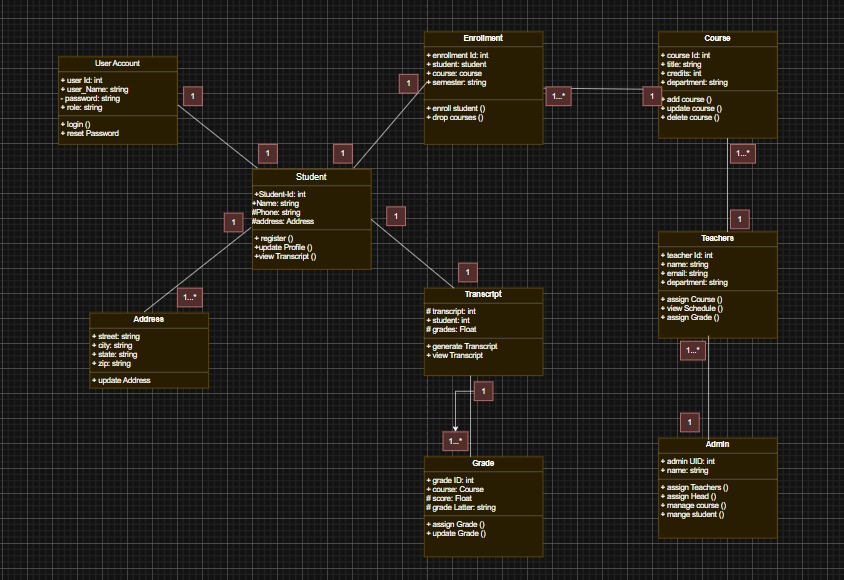 User Account
+ user Id: int
+ user_Name: string
- password: string
+ role: string
+ login ()
+ reset Password
1
1
Enrollment
+ enrollment Id: int
+ student: student
+ course: course
+ semester: string
+ enroll student ()
+ drop courses ()
1
1
1...*
1
Course
+ course Id: int
+ title: string
+ credits: int
+ department: string
+ add course ()
+ update course ()
+ delete course ()
1...*
1
Student
+Student-Id: int
+Name: string
#Phone: string
#address: Address
+ register ()
+update Profile ()
+view Transcript ()
1
1...*
1
1
Address
+ street: string
+ city: string
+ state: string
+ zip: string
+ update Address
Transcript
# transcript: int
+ student: int
# grades: Float
+ generate Transcript
+ view Transcript
1
1...*
Teachers
+ teacher Id: int
+ name: string
+ email: string
+ department: string
+ assign Course ()
+ view Schedule ()
+ assign Grade ()
1...*
1
Grade
+ grade ID: int
+ course: Course
# score: Float
# grade Latter: string
+ assign Grade ()
+ update Grade ()
Admin
+ admin UID: int
+ name: string
+ assign Teachers ()
+ assign Head ()
+ manage course ()
+ mange student ()